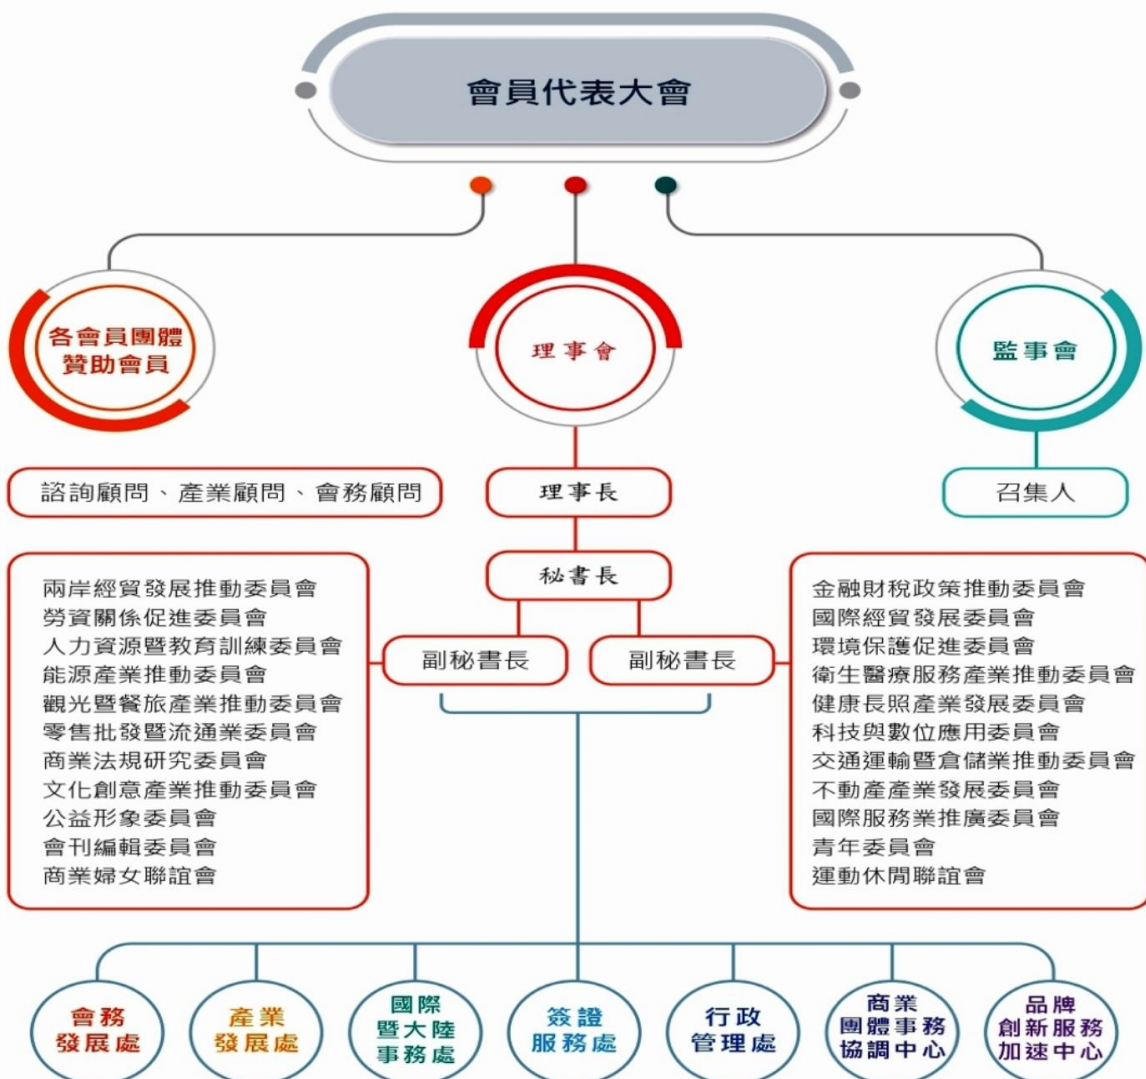 會員代表大會
各會員團體
贊助會員
理事會
監事會
諮詢顧問、產業顧問、會務顧問
理事長
召集人
秘書長
副秘書長
副秘書長
兩岸經貿發展推動委員會
勞資關係促進委員會
人力資源暨教育訓練委員會
能源產業推動委員會
觀光暨餐旅產業推動委員會
零售批發暨流通業委員會
商業法規研究委員會
文化創意產業推動委員會
公益形象委員會
會刊編輯委員會
商業婦女聯誼會
金融財稅政策推動委員會
國際經貿發展委員會
環境保護促進委員會
衛生醫療服務產業推動委員會
健康長照產業發展委員會
科技與數位應用委員會
交通運輸暨倉儲業推動委員會
不動產產業發展委員會
國際服務業推廣委員會
青年委員會
運動休閒聯誼會
會務
發展處
產業
發展處
國際
暨大陸
事務處
簽證
服務處
行政
管理處
商業
團體事務
協調中心
品牌
創新服務
加速中心